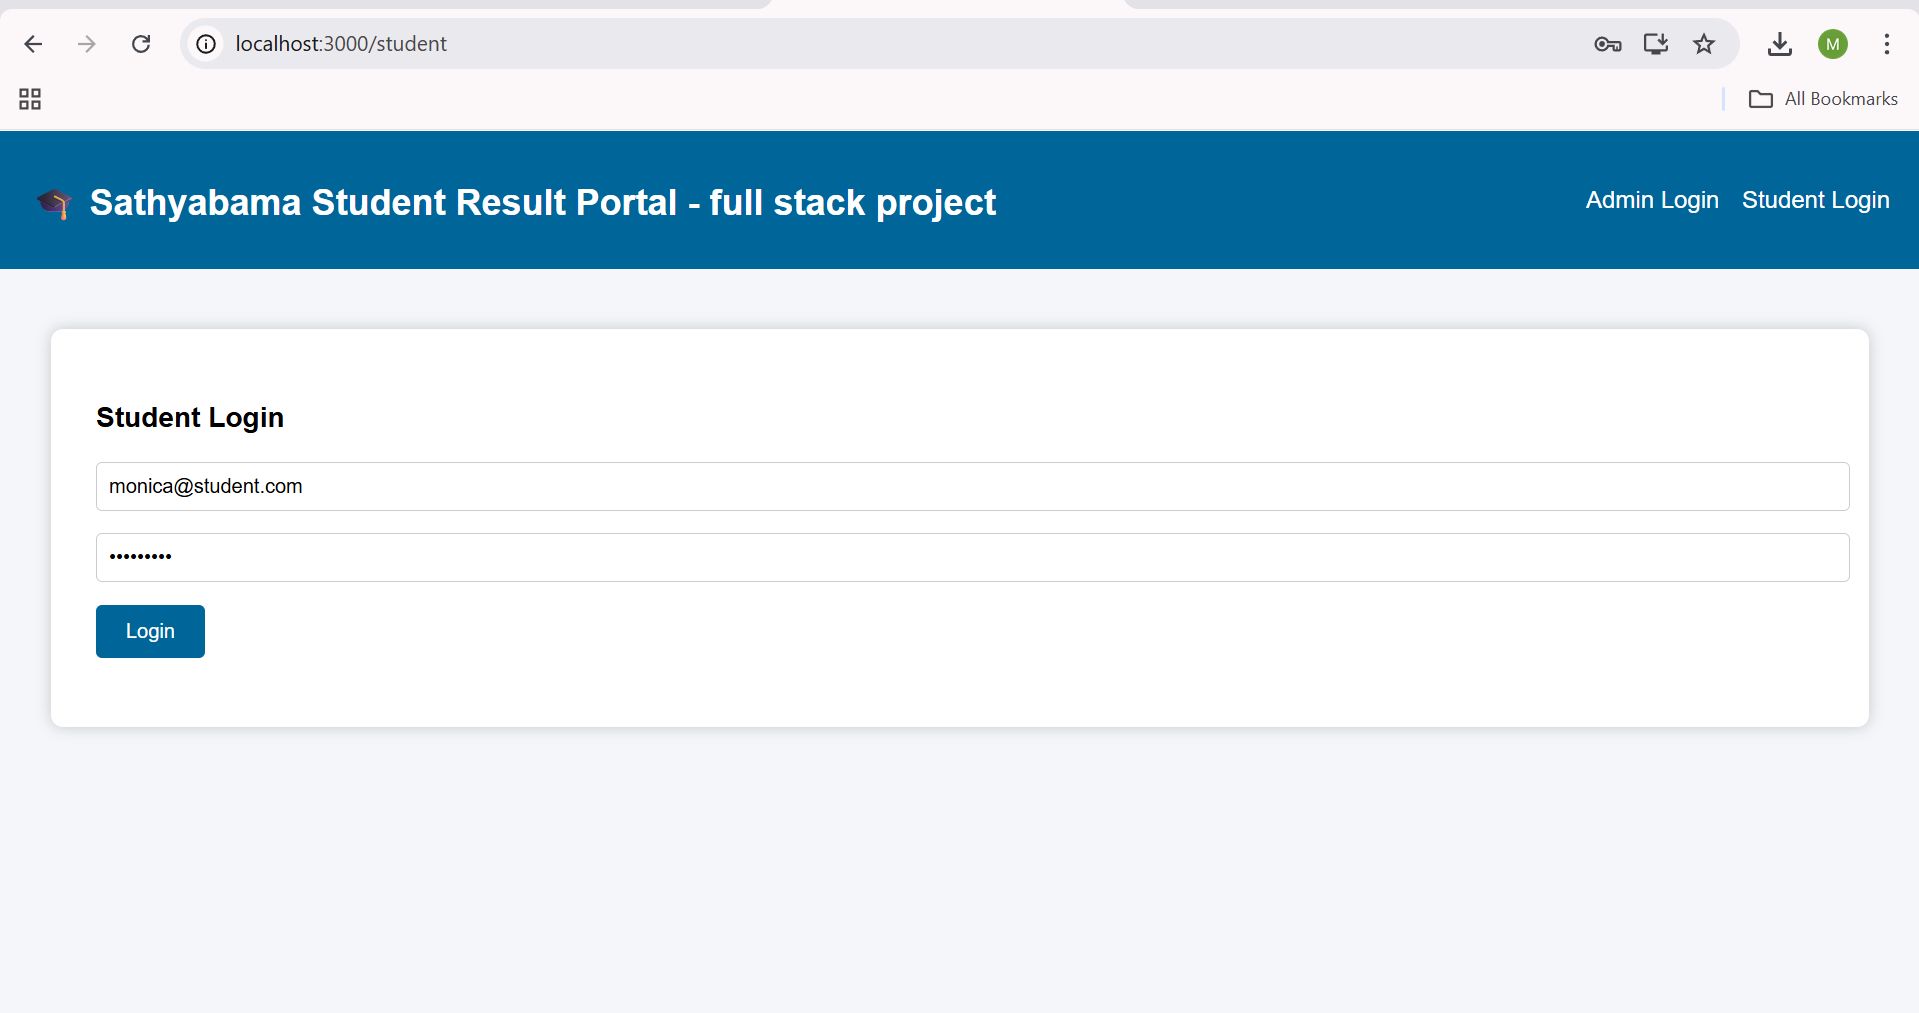 localhost:3000/student
M
All Bookmarks
Sathyabama Student Result Portal - full stack project
Admin Login
Student Login
Student Login
monica@student.com
•••••••••
Login